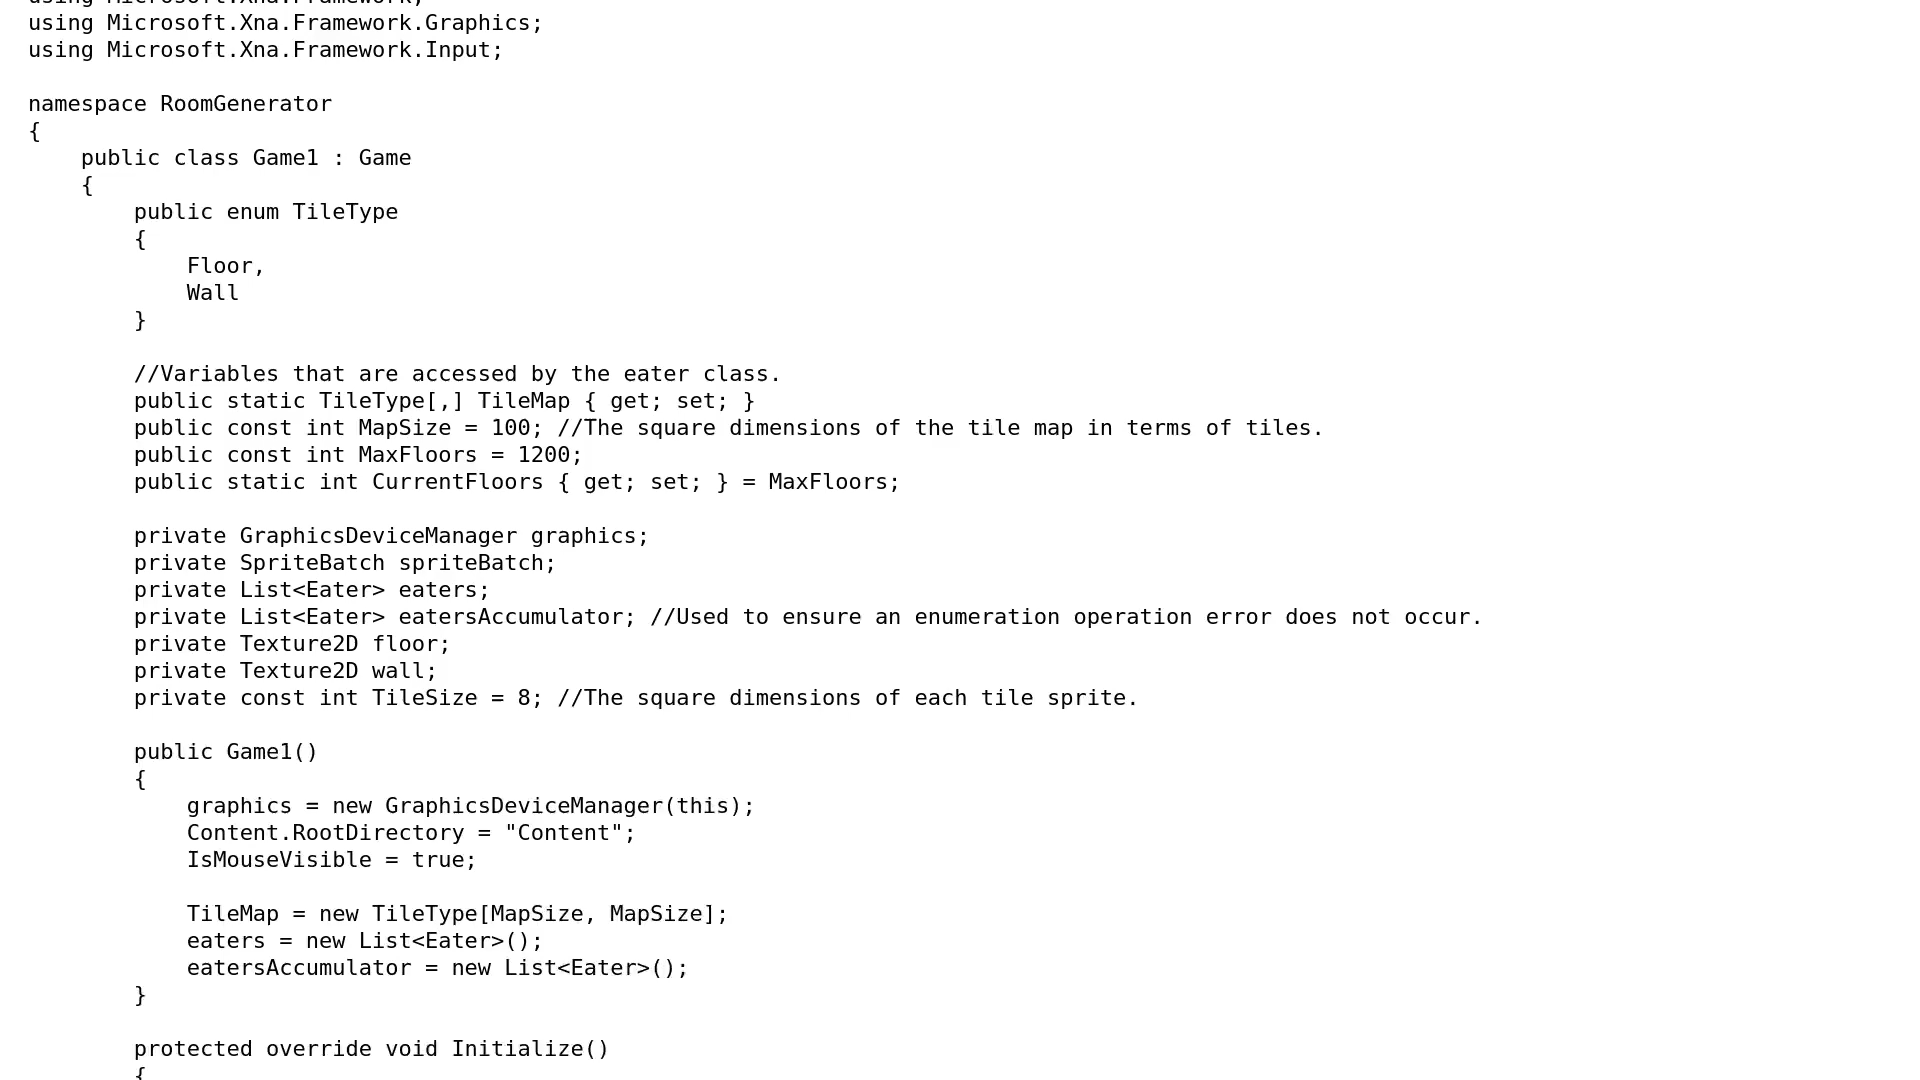 using Microsoft.Xna.Framework;
using Microsoft.Xna.Framework.Graphics;
using Microsoft.Xna.Framework.Input;

namespace RoomGenerator
{
    public class Game1 : Game
    {
        public enum TileType
        {
            Floor,
            Wall
        }

        //Variables that are accessed by the eater class.
        public static TileType[,] TileMap { get; set; }
        public const int MapSize = 100; //The square dimensions of the tile map in terms of tiles.
        public const int MaxFloors = 1200;
        public static int CurrentFloors { get; set; } = MaxFloors;

        private GraphicsDeviceManager graphics;
        private SpriteBatch spriteBatch;
        private List<Eater> eaters;
        private List<Eater> eatersAccumulator; //Used to ensure an enumeration operation error does not occur.
        private Texture2D floor;
        private Texture2D wall;
        private const int TileSize = 8; //The square dimensions of each tile sprite.

        public Game1()
        {
            graphics = new GraphicsDeviceManager(this);
            Content.RootDirectory = "Content";
            IsMouseVisible = true;

            TileMap = new TileType[MapSize, MapSize];
            eaters = new List<Eater>();
            eatersAccumulator = new List<Eater>();
        }

        protected override void Initialize()
        {